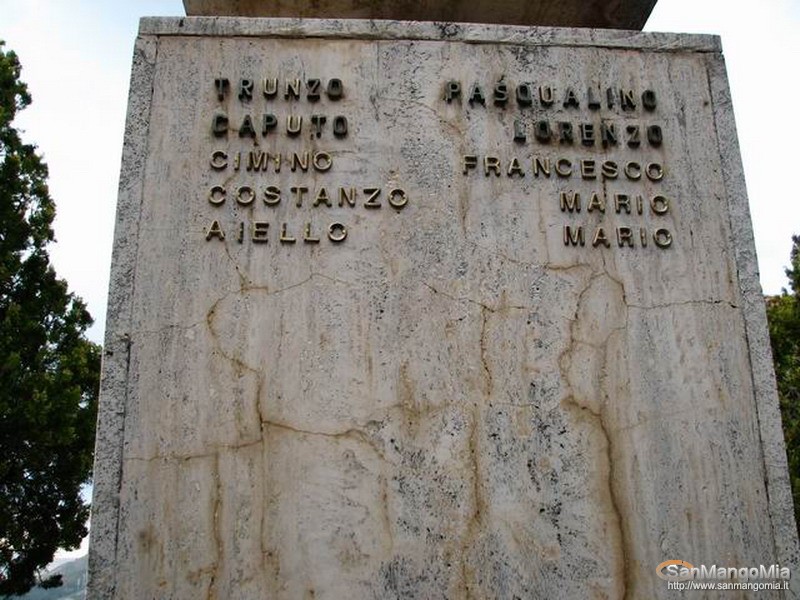 TRUNZO PASQUALINO
CAPUTO LORENZO
CIMINO FRANCESCO
COSTANZO MARIO
AIELLO MARIO
SanMangoMia
http://www.sanmangomia.it